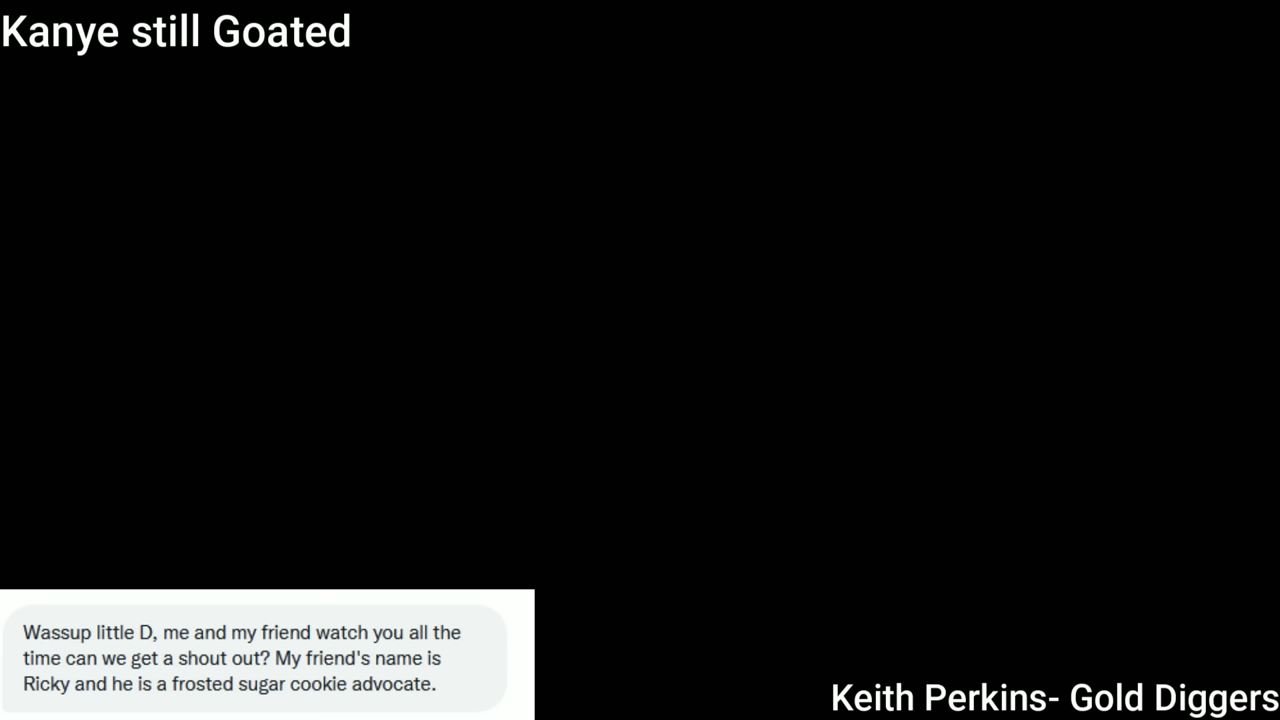 Kanye still Goated
Wassup little D, me and my friend watch you all the
time can we get a shout out? My friend's name is
Ricky and he is a frosted sugar cookie advocate.
Keith Perkins- Gold Diggers